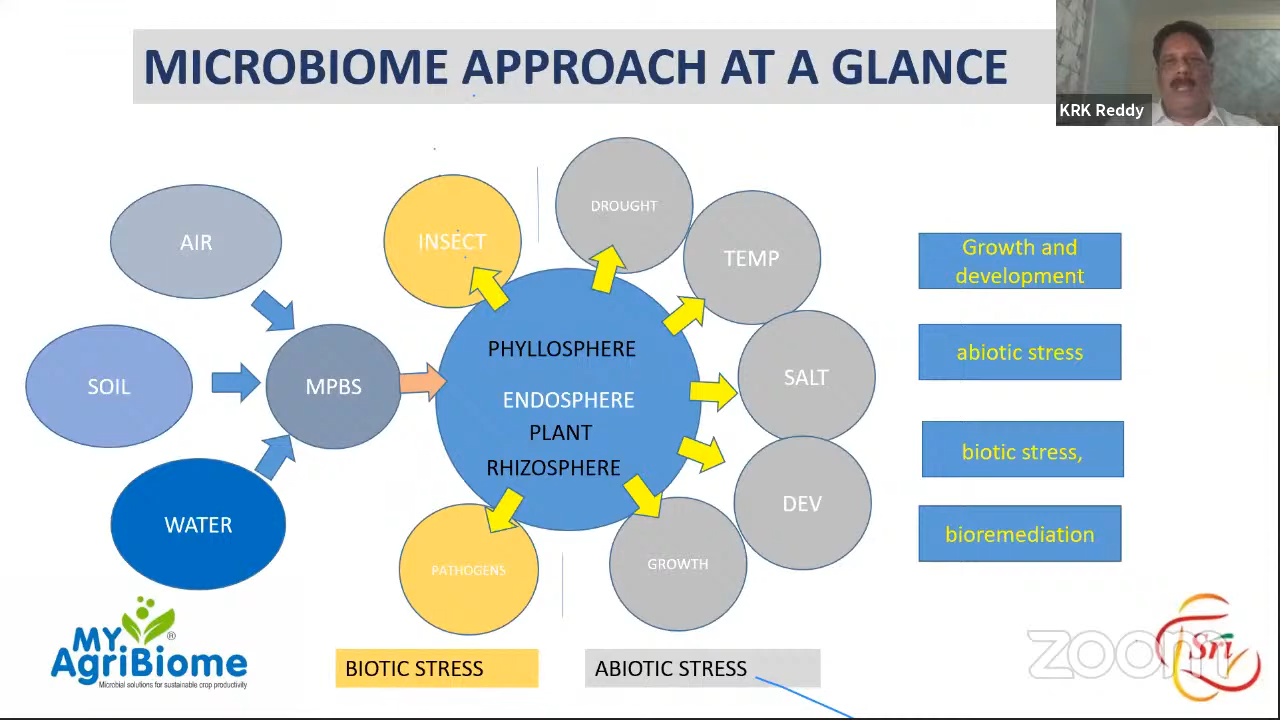 MICROBIOME APPROACH AT A GLANCE
KRK Reddy
AIR
SOIL
WATER
MPBS
INSECT
DROUGHT
TEMP
SALT
DEV
GROWTH
PATHOGENS
PHYLLOSPHERE
ENDOSPHERE
PLANT
RHIZOSPHERE
Growth and
development
abiotic stress
biotic stress,
bioremediation
BIOTIC STRESS
ABIOTIC STRESS
MY
AgriBiome
®
Microbial solutions for sustainable crop productivity
zoom
Sri